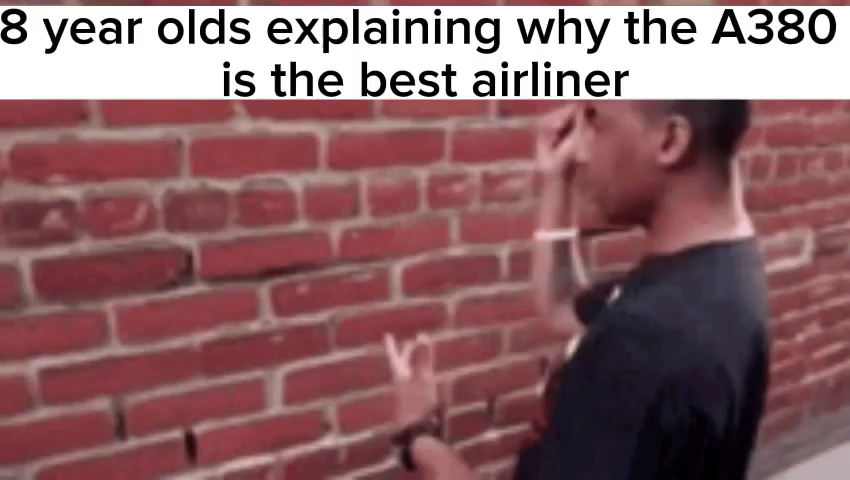 8 year olds explaining why the A380
is the best airliner